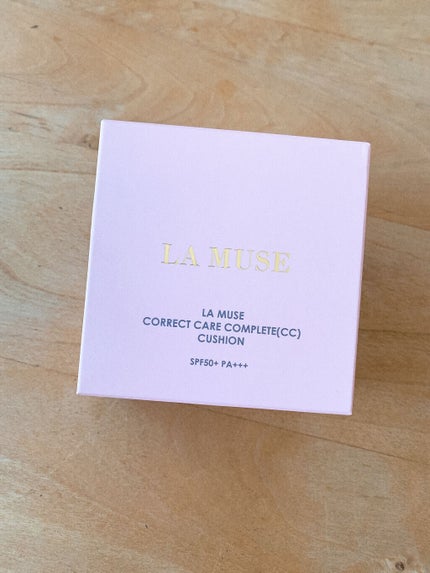 LA MUSE
LA MUSE
CORRECT CARE COMPLETE(CC)
CUSHION
SPF50+ PA+++